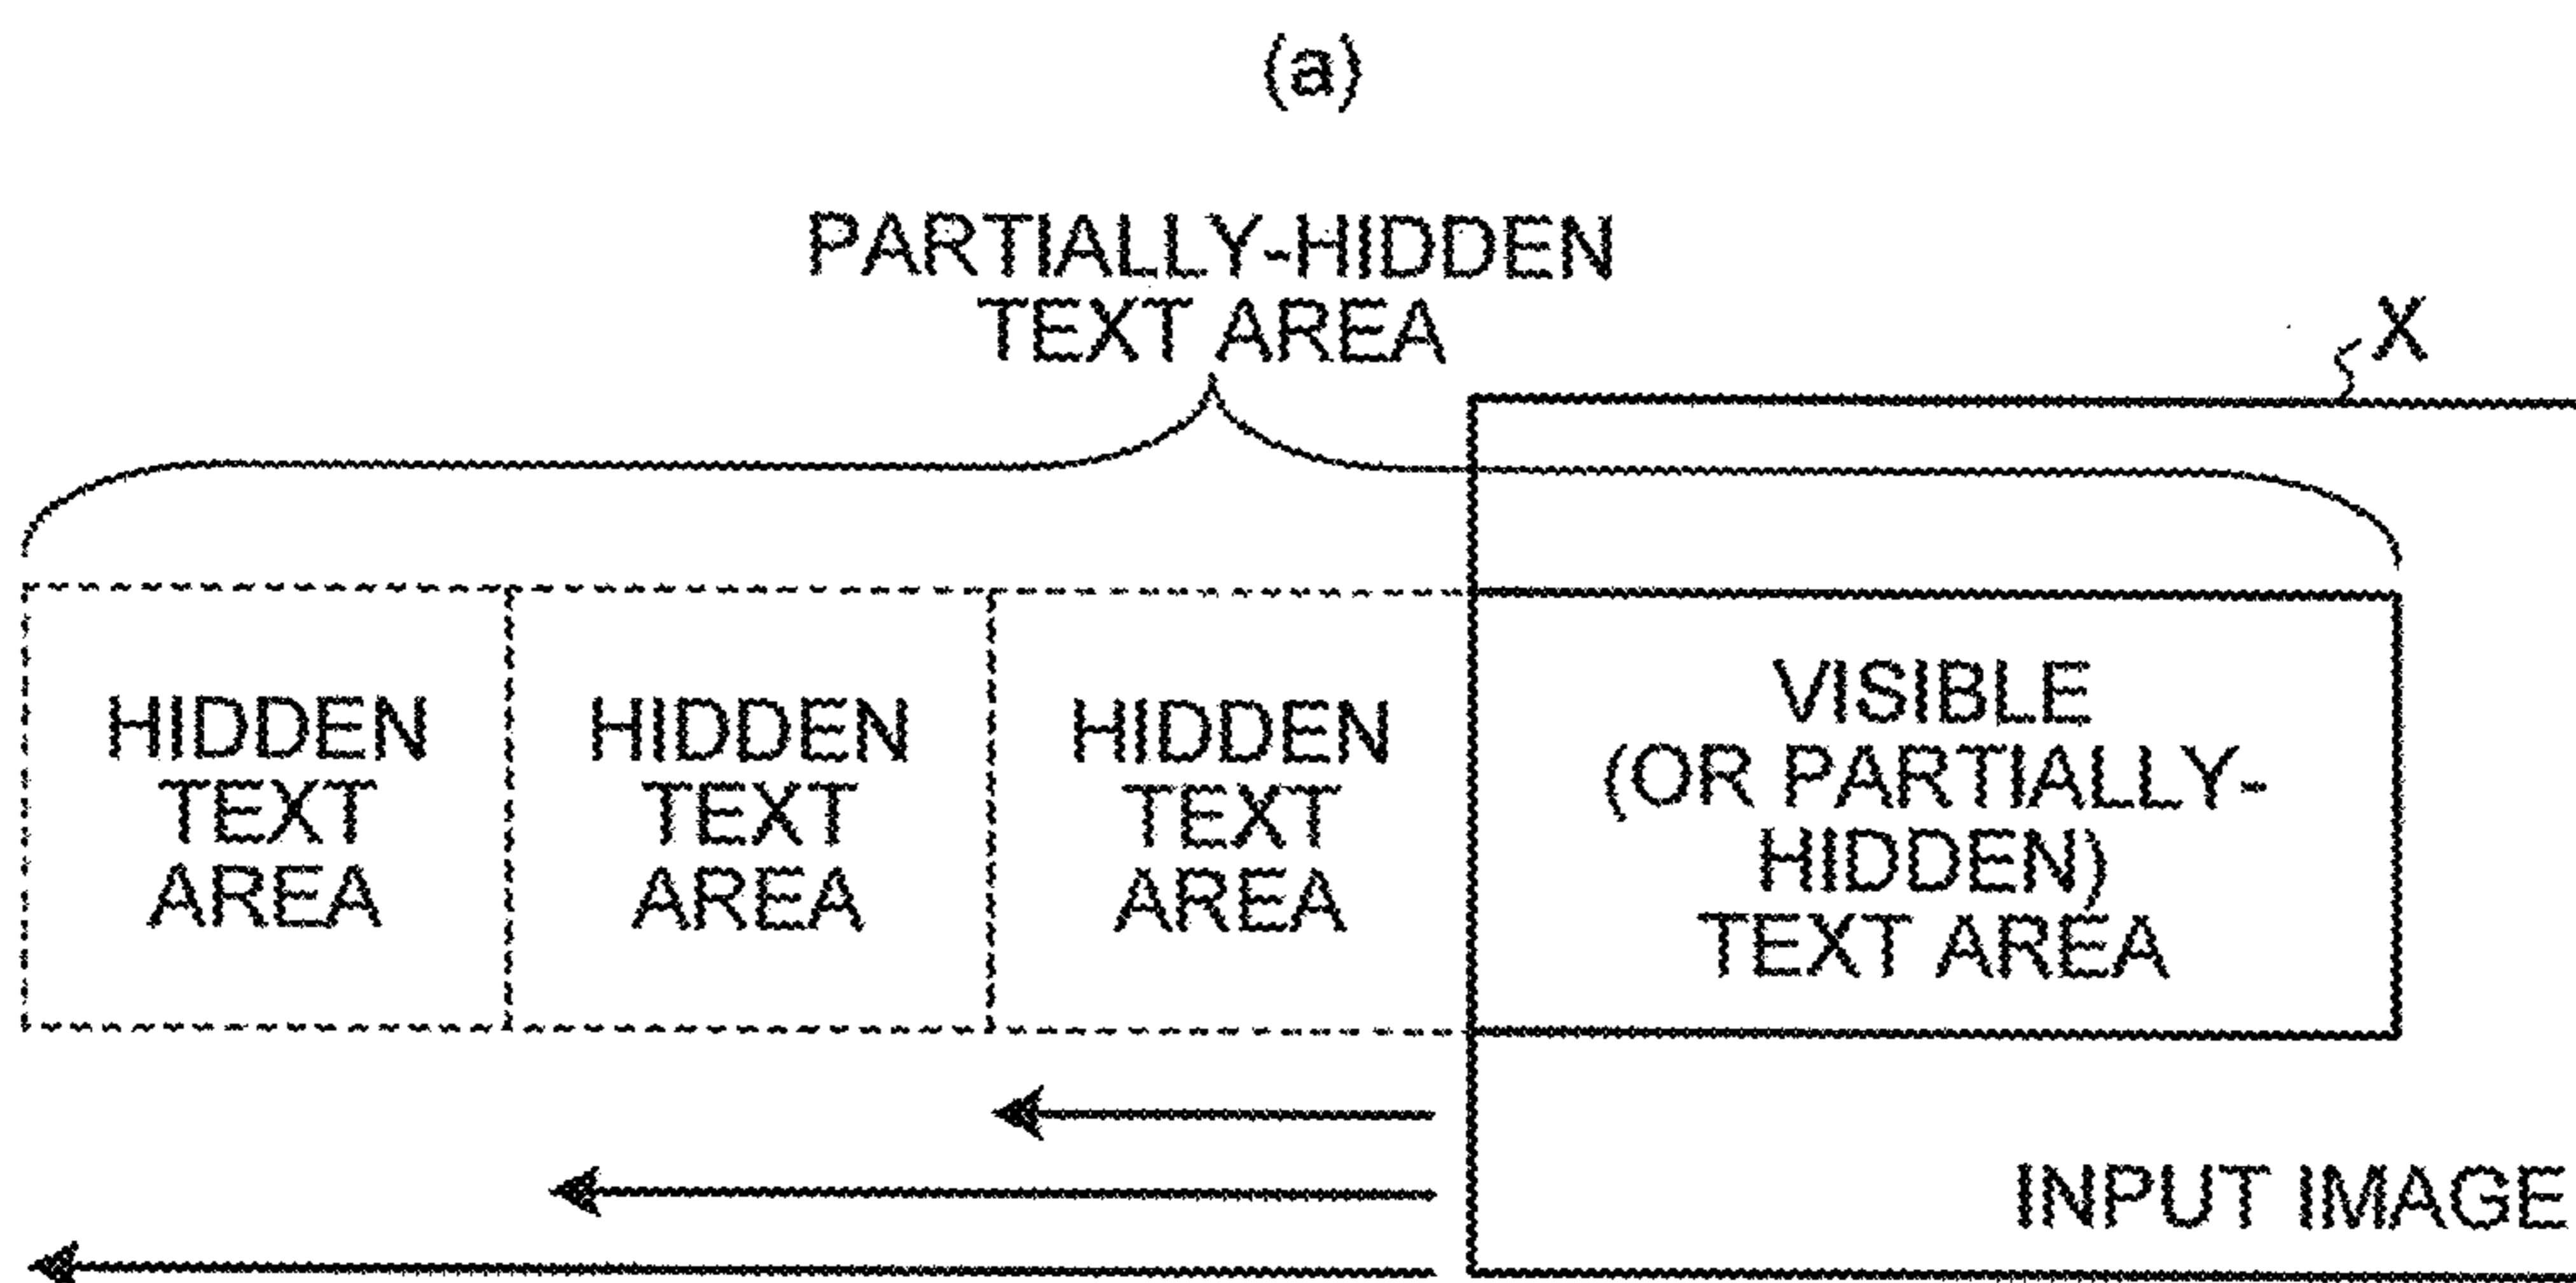 (a)
PARTIALLY-HIDDEN
TEXT AREA
X
HIDDEN
TEXT
AREA
HIDDEN
TEXT
AREA
HIDDEN
TEXT
AREA
VISIBLE
(OR PARTIALLY-
HIDDEN)
TEXT AREA
INPUT IMAGE